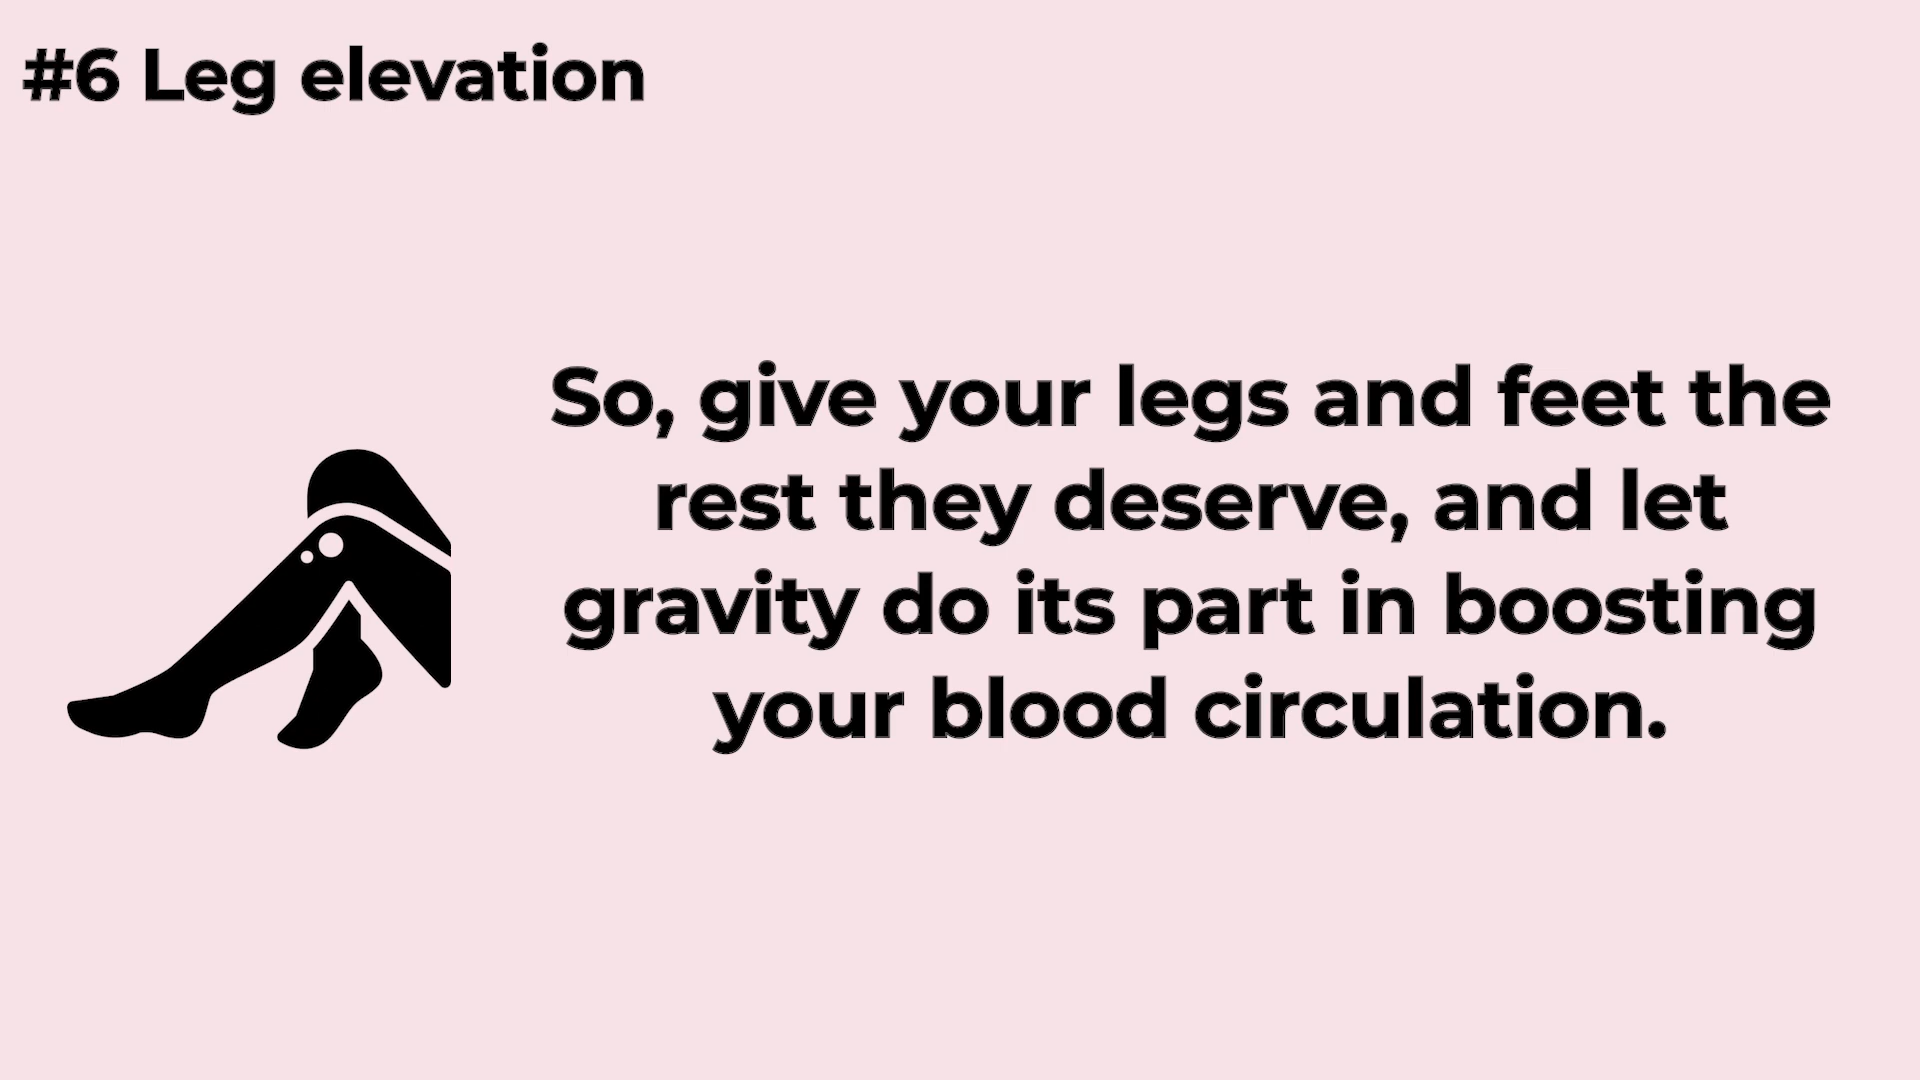 #6 Leg elevation
So, give your legs and feet the
rest they deserve, and let
gravity do its part in boosting
your blood circulation.